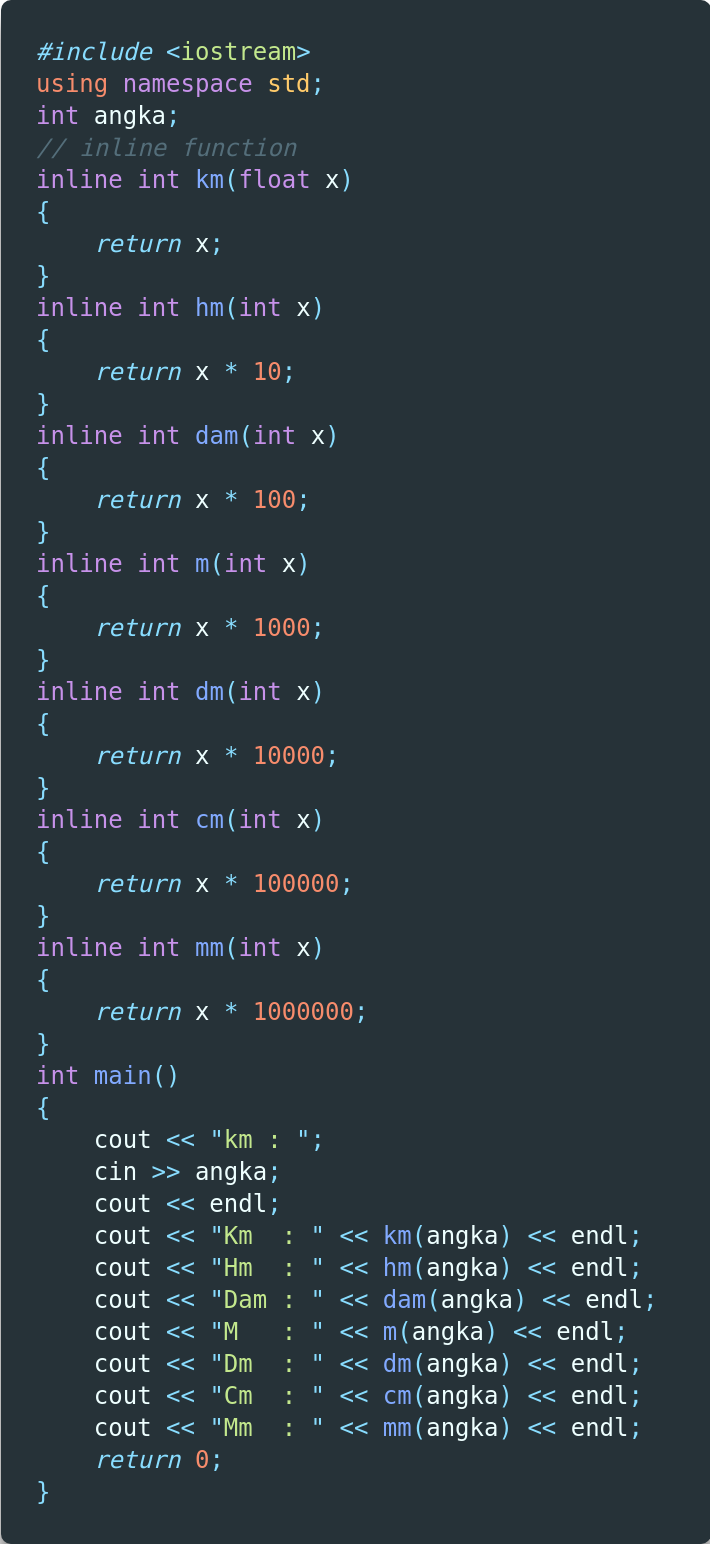 #include <iostream>
using namespace std;
int angka;
// inline function
inline int km(float x)
{
    return x;
}
inline int hm(int x)
{
    return x * 10;
}
inline int dam(int x)
{
    return x * 100;
}
inline int m(int x)
{
    return x * 1000;
}
inline int dm(int x)
{
    return x * 10000;
}
inline int cm(int x)
{
    return x * 100000;
}
inline int mm(int x)
{
    return x * 1000000;
}
int main()
{
    cout << "km : ";
    cin >> angka;
    cout << endl;
    cout << "Km  : " << km(angka) << endl;
    cout << "Hm  : " << hm(angka) << endl;
    cout << "Dam : " << dam(angka) << endl;
    cout << "M   : " << m(angka) << endl;
    cout << "Dm  : " << dm(angka) << endl;
    cout << "Cm  : " << cm(angka) << endl;
    cout << "Mm  : " << mm(angka) << endl;
    return 0;
}